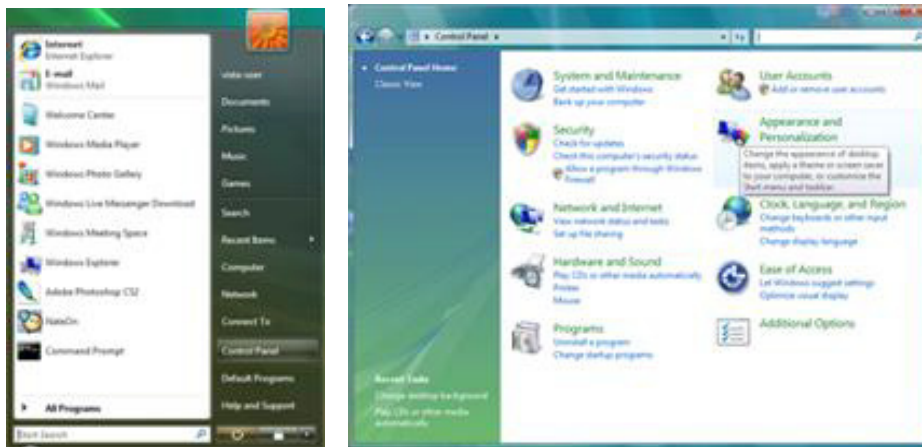 Internet
Internet Explorer
E-mail
Windows Mail
Welcome Center
Windows Media Player
Windows Photo Gallery
Windows Live Messenger Download
Windows Meeting Space
Windows Explorer
Adobe Photoshop CS2
NateOn
Command Prompt
All Programs
Start Search
vista user
Documents
Pictures
Music
Games
Search
Recent Items
Computer
Network
Connect To
Control Panel
Default Programs
Help and Support
Control Panel
Control Panel Home
Classic View
System and Maintenance
Get started with Windows
Back up your computer
Security
Check for updates
Check this computer's security status
Allow a program through Windows
Firewall
Network and Internet
View network status and tasks
Set up file sharing
Hardware and Sound
Play CDs or other media automatically
Printer
Mouse
Programs
Uninstall a program
Change startup programs
User Accounts
Add or remove user accounts
Appearance and
Personalization
Change the appearance of desktop
items, apply a theme or screen saver
to your computer, or customize the
Start menu and taskbar.
Clock, Language, and Region
Change keyboards or other input
methods
Change display language
Ease of Access
Let Windows suggest settings
Optimize visual display
Additional Options
Recent Tasks
Change desktop background
Play CDs or other media
automatically